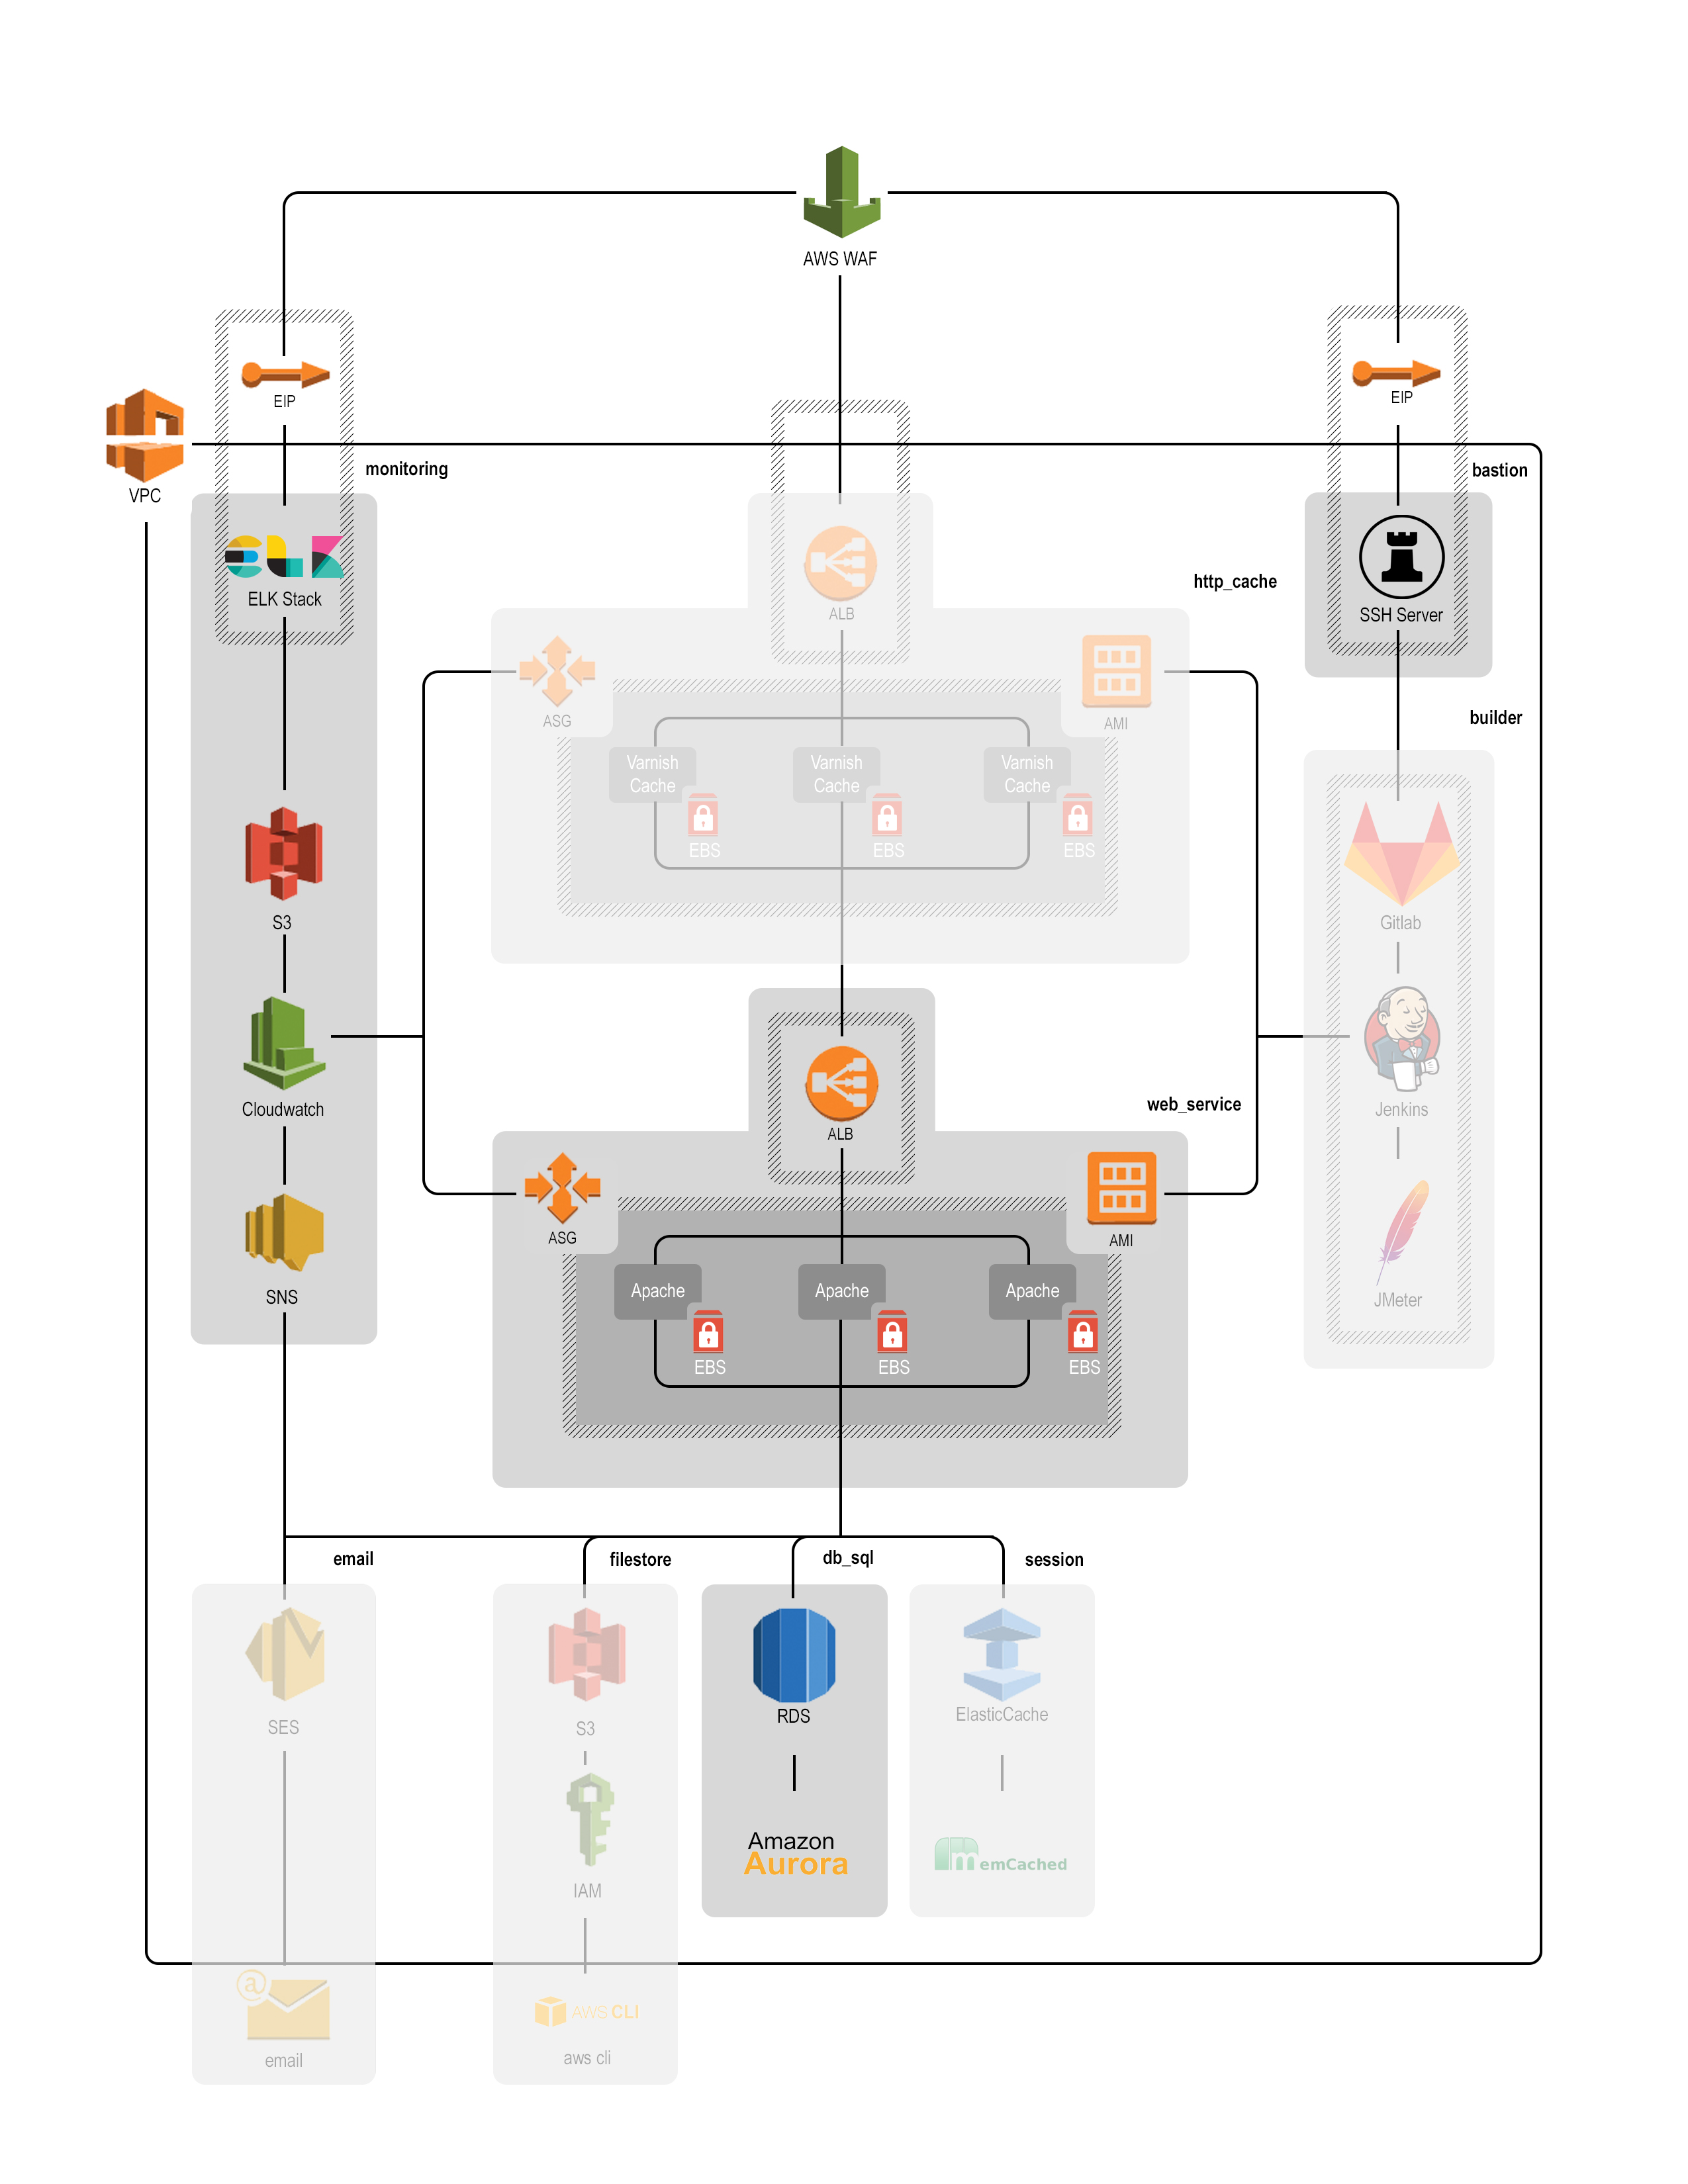 AWS WAF
EIP
EIP
VPC
monitoring
bastion
ELK Stack
ALB
http_cache
SSH Server
ASG
AMI
builder
Varnish
Cache
EBS
Varnish
Cache
EBS
Varnish
Cache
EBS
S3
Gitlab
Cloudwatch
ALB
web_service
Jenkins
ASG
AMI
SNS
Apache
EBS
Apache
EBS
Apache
EBS
JMeter
email
filestore
db_sql
session
SES
S3
RDS
ElasticCache
IAM
Amazon
Aurora
memCached
@
AWS CLI
email
aws cli